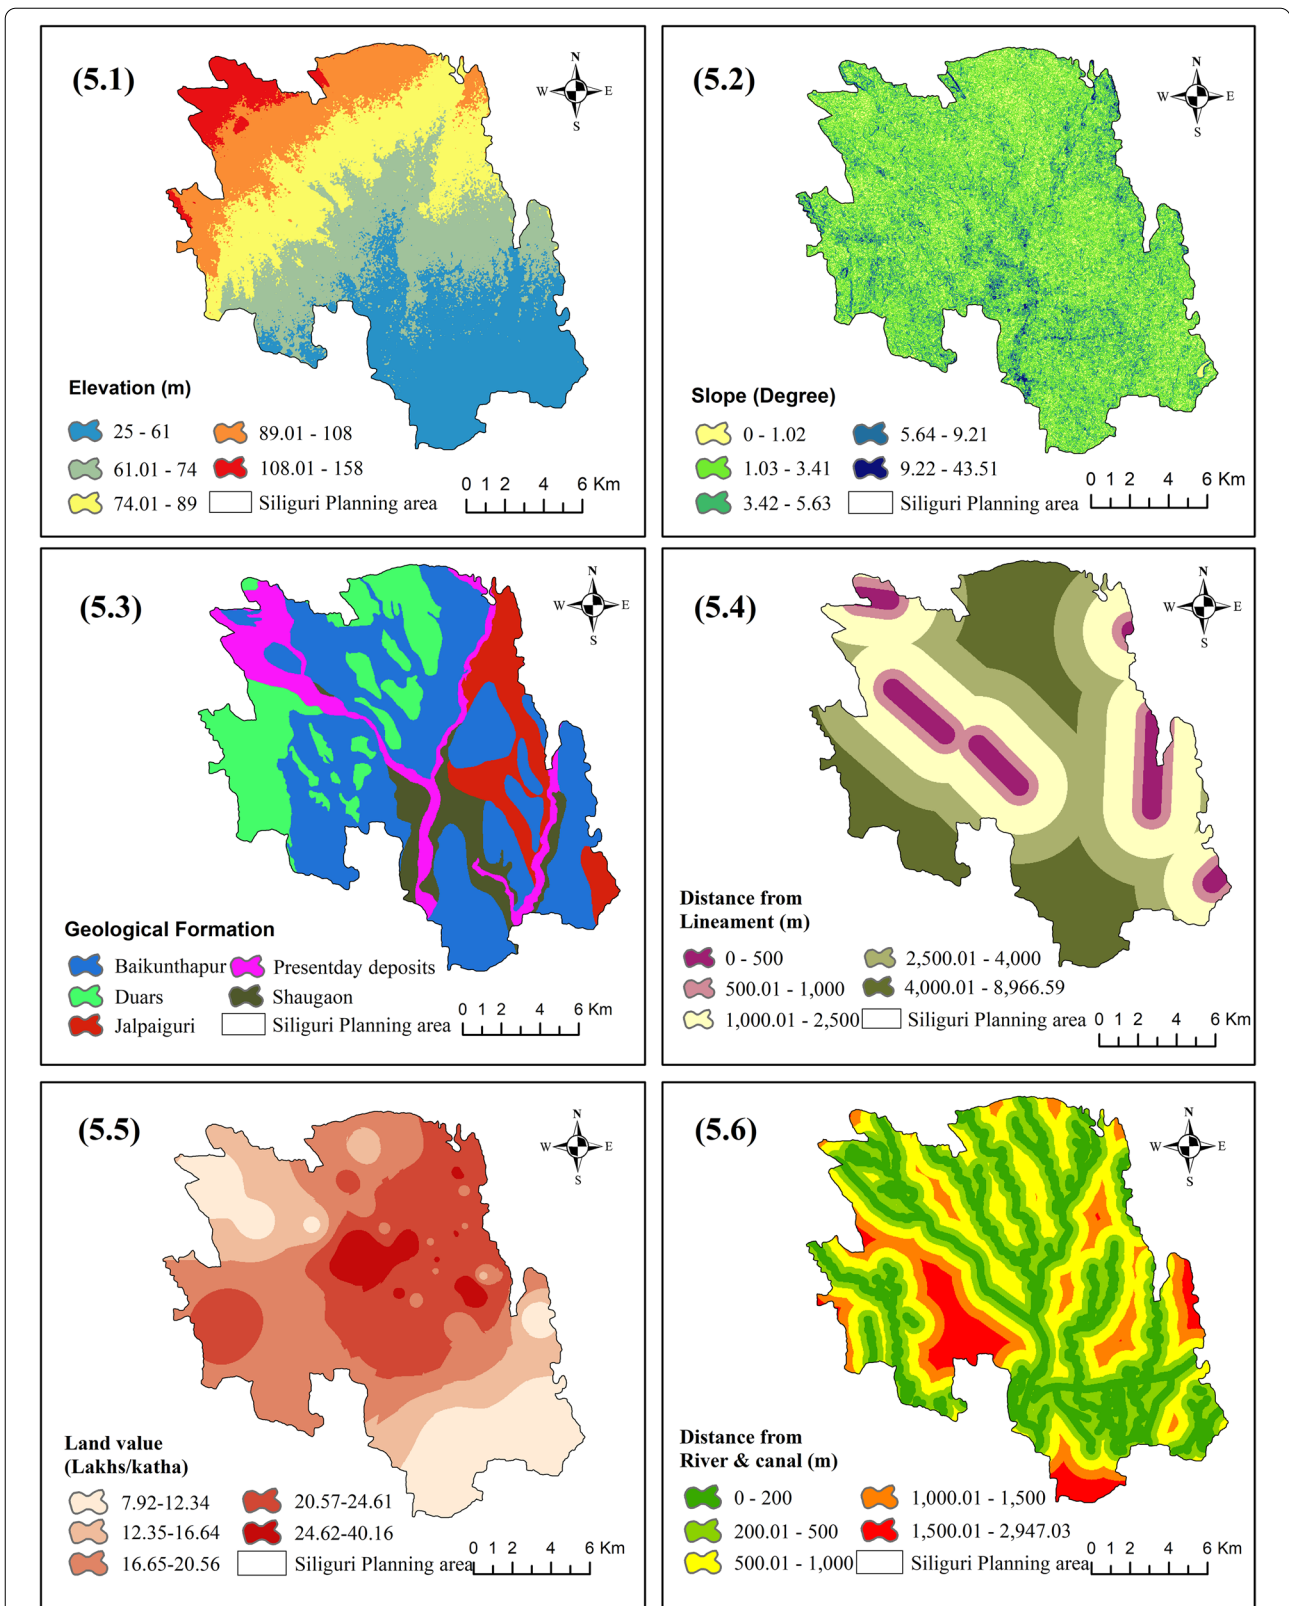 (5.1)
N
W E
S
Elevation (m)
25 - 61
89.01 - 108
61.01 - 74
108.01 - 158
74.01 - 89
Siliguri Planning area
0 1 2 4 6 Km
(5.2)
N
W E
S
Slope (Degree)
0 - 1.02
5.64 - 9.21
1.03 - 3.41
9.22 - 43.51
3.42 - 5.63
Siliguri Planning area
0 1 2 4 6 Km
(5.3)
N
W E
S
Geological Formation
Baikunthapur
Presentday deposits
Duars
Shaugaon
Jalpaiguri
Siliguri Planning area
0 1 2 4 6 Km
(5.4)
N
W E
S
Distance from
Lineament (m)
0 - 500
2,500.01 - 4,000
500.01 - 1,000
4,000.01 - 8,966.59
1,000.01 - 2,500
Siliguri Planning area
0 1 2 4 6 Km
(5.5)
N
W E
S
Land value
(Lakhs/katha)
7.92-12.34
20.57-24.61
12.35-16.64
24.62-40.16
16.65-20.56
Siliguri Planning area
0 1 2 4 6 Km
(5.6)
N
W E
S
Distance from
River & canal (m)
0 - 200
1,000.01 - 1,500
200.01 - 500
1,500.01 - 2,947.03
500.01 - 1,000
Siliguri Planning area
0 1 2 4 6 Km